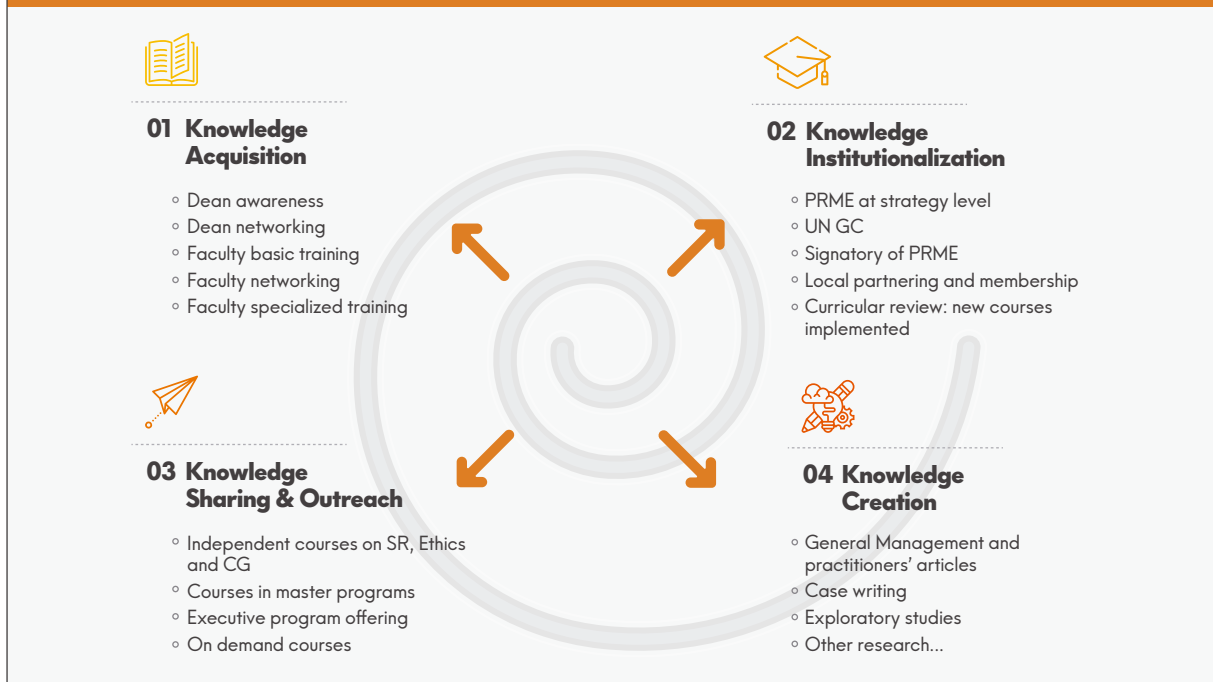 01 Knowledge
Acquisition
Dean awareness
Dean networking
Faculty basic training
Faculty networking
Faculty specialized training
02 Knowledge
Institutionalization
PRME at strategy level
UN GC
Signatory of PRME
Local partnering and membership
Curricular review: new courses
implemented
03 Knowledge
Sharing & Outreach
Independent courses on SR, Ethics
and CG
Courses in master programs
Executive program offering
On demand courses
04 Knowledge
Creation
General Management and
practitioners’ articles
Case writing
Exploratory studies
Other research...